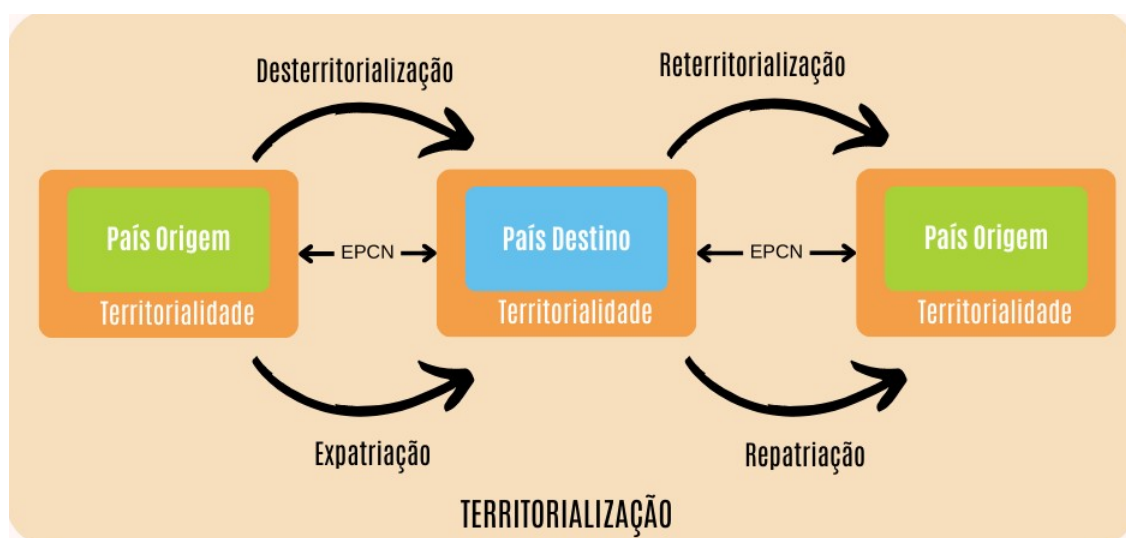 Desterritorialização
Reterritorialização
País Origem
EPCN
País Destino
EPCN
País Origem
Territorialidade
Territorialidade
Territorialidade
Expatriação
Repatriação
TERRITORIALIZAÇÃO